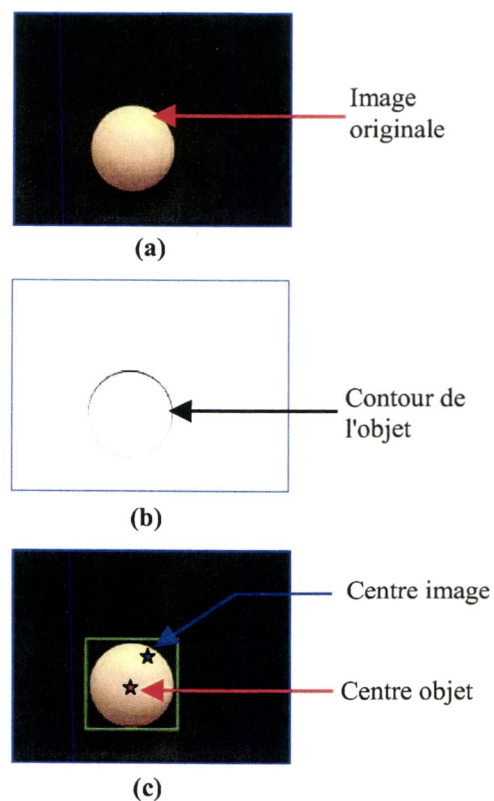 Image
originale
(a)
Contour de
l'objet
(b)
Centre image
Centre objet
(c)